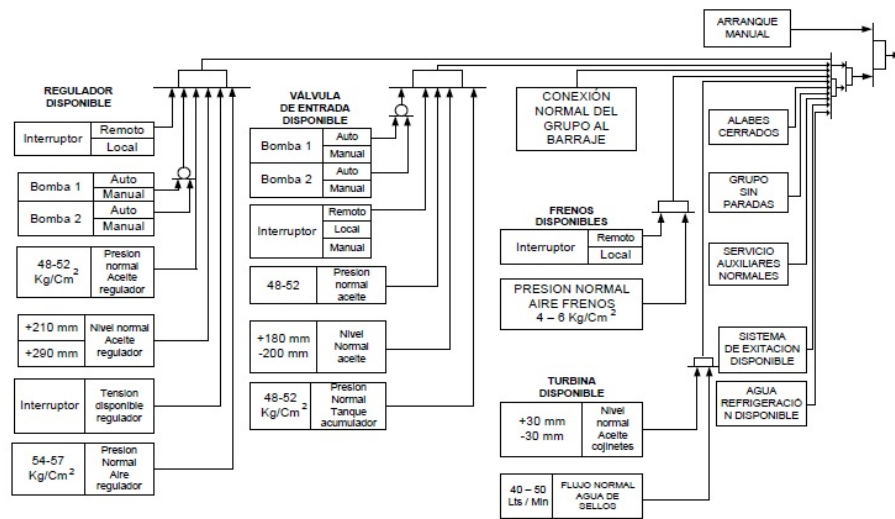 ARRANQUE
MANUAL
REGULADOR
DISPONIBLE
Interruptor
Remoto
Local
Bomba 1
Auto
Manual
Bomba 2
Auto
Manual
48-52
Kg/Cm2
Presion
normal
Aceite
regulador
+210 mm
+290 mm
Nivel normal
Aceite
regulador
Interruptor
Tension
disponible
regulador
54-57
Kg/Cm2
Presion
Normal
Aire
regulador
VÁLVULA
DE ENTRADA
DISPONIBLE
Bomba 1
Auto
Manual
Bomba 2
Auto
Manual
Interruptor
Remoto
Local
Manual
48-52
Presion
normal
aceite
+180 mm
-200 mm
Nivel
Normal
aceite
48-52
Kg/Cm2
Presion
Normal
Tanque
acumulador
CONEXIÓN
NORMAL DEL
GRUPO AL
BARRAJE
FRENOS
DISPONIBLES
Interruptor
Remoto
Local
PRESION NORMAL
AIRE FRENOS
4 – 6 Kg/Cm2
TURBINA
DISPONIBLE
+30 mm
-30 mm
Nivel
normal
Aceite
cojinetes
40 – 50
Lts / Min
FLUJO NORMAL
AGUA DE
SELLOS
ALABES
CERRADOS
GRUPO
SIN
PARADAS
SERVICIO
AUXILIARES
NORMALES
SISTEMA
DE EXITACION
DISPONIBLE
AGUA
REFRIGERACIÓ
N DISPONIBLE